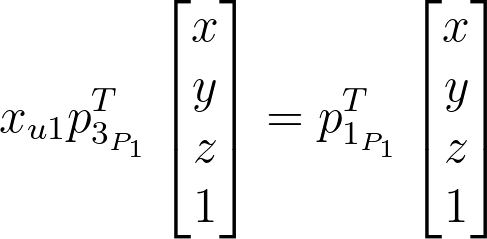 $x_{u1} p_{3_{P_1}}^T \begin{bmatrix} x \\ y \\ z \\ 1 \end{bmatrix} = p_{1_{P_1}}^T \begin{bmatrix} x \\ y \\ z \\ 1 \end{bmatrix}$